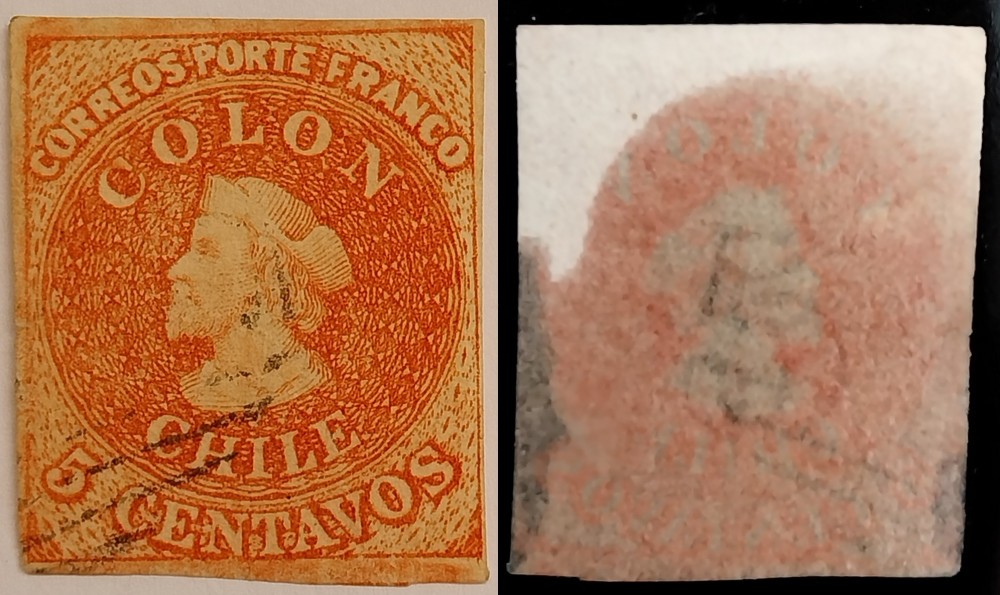 CORREOS·PORTE FRANCO
COLON
CHILE
5 CENTAVOS